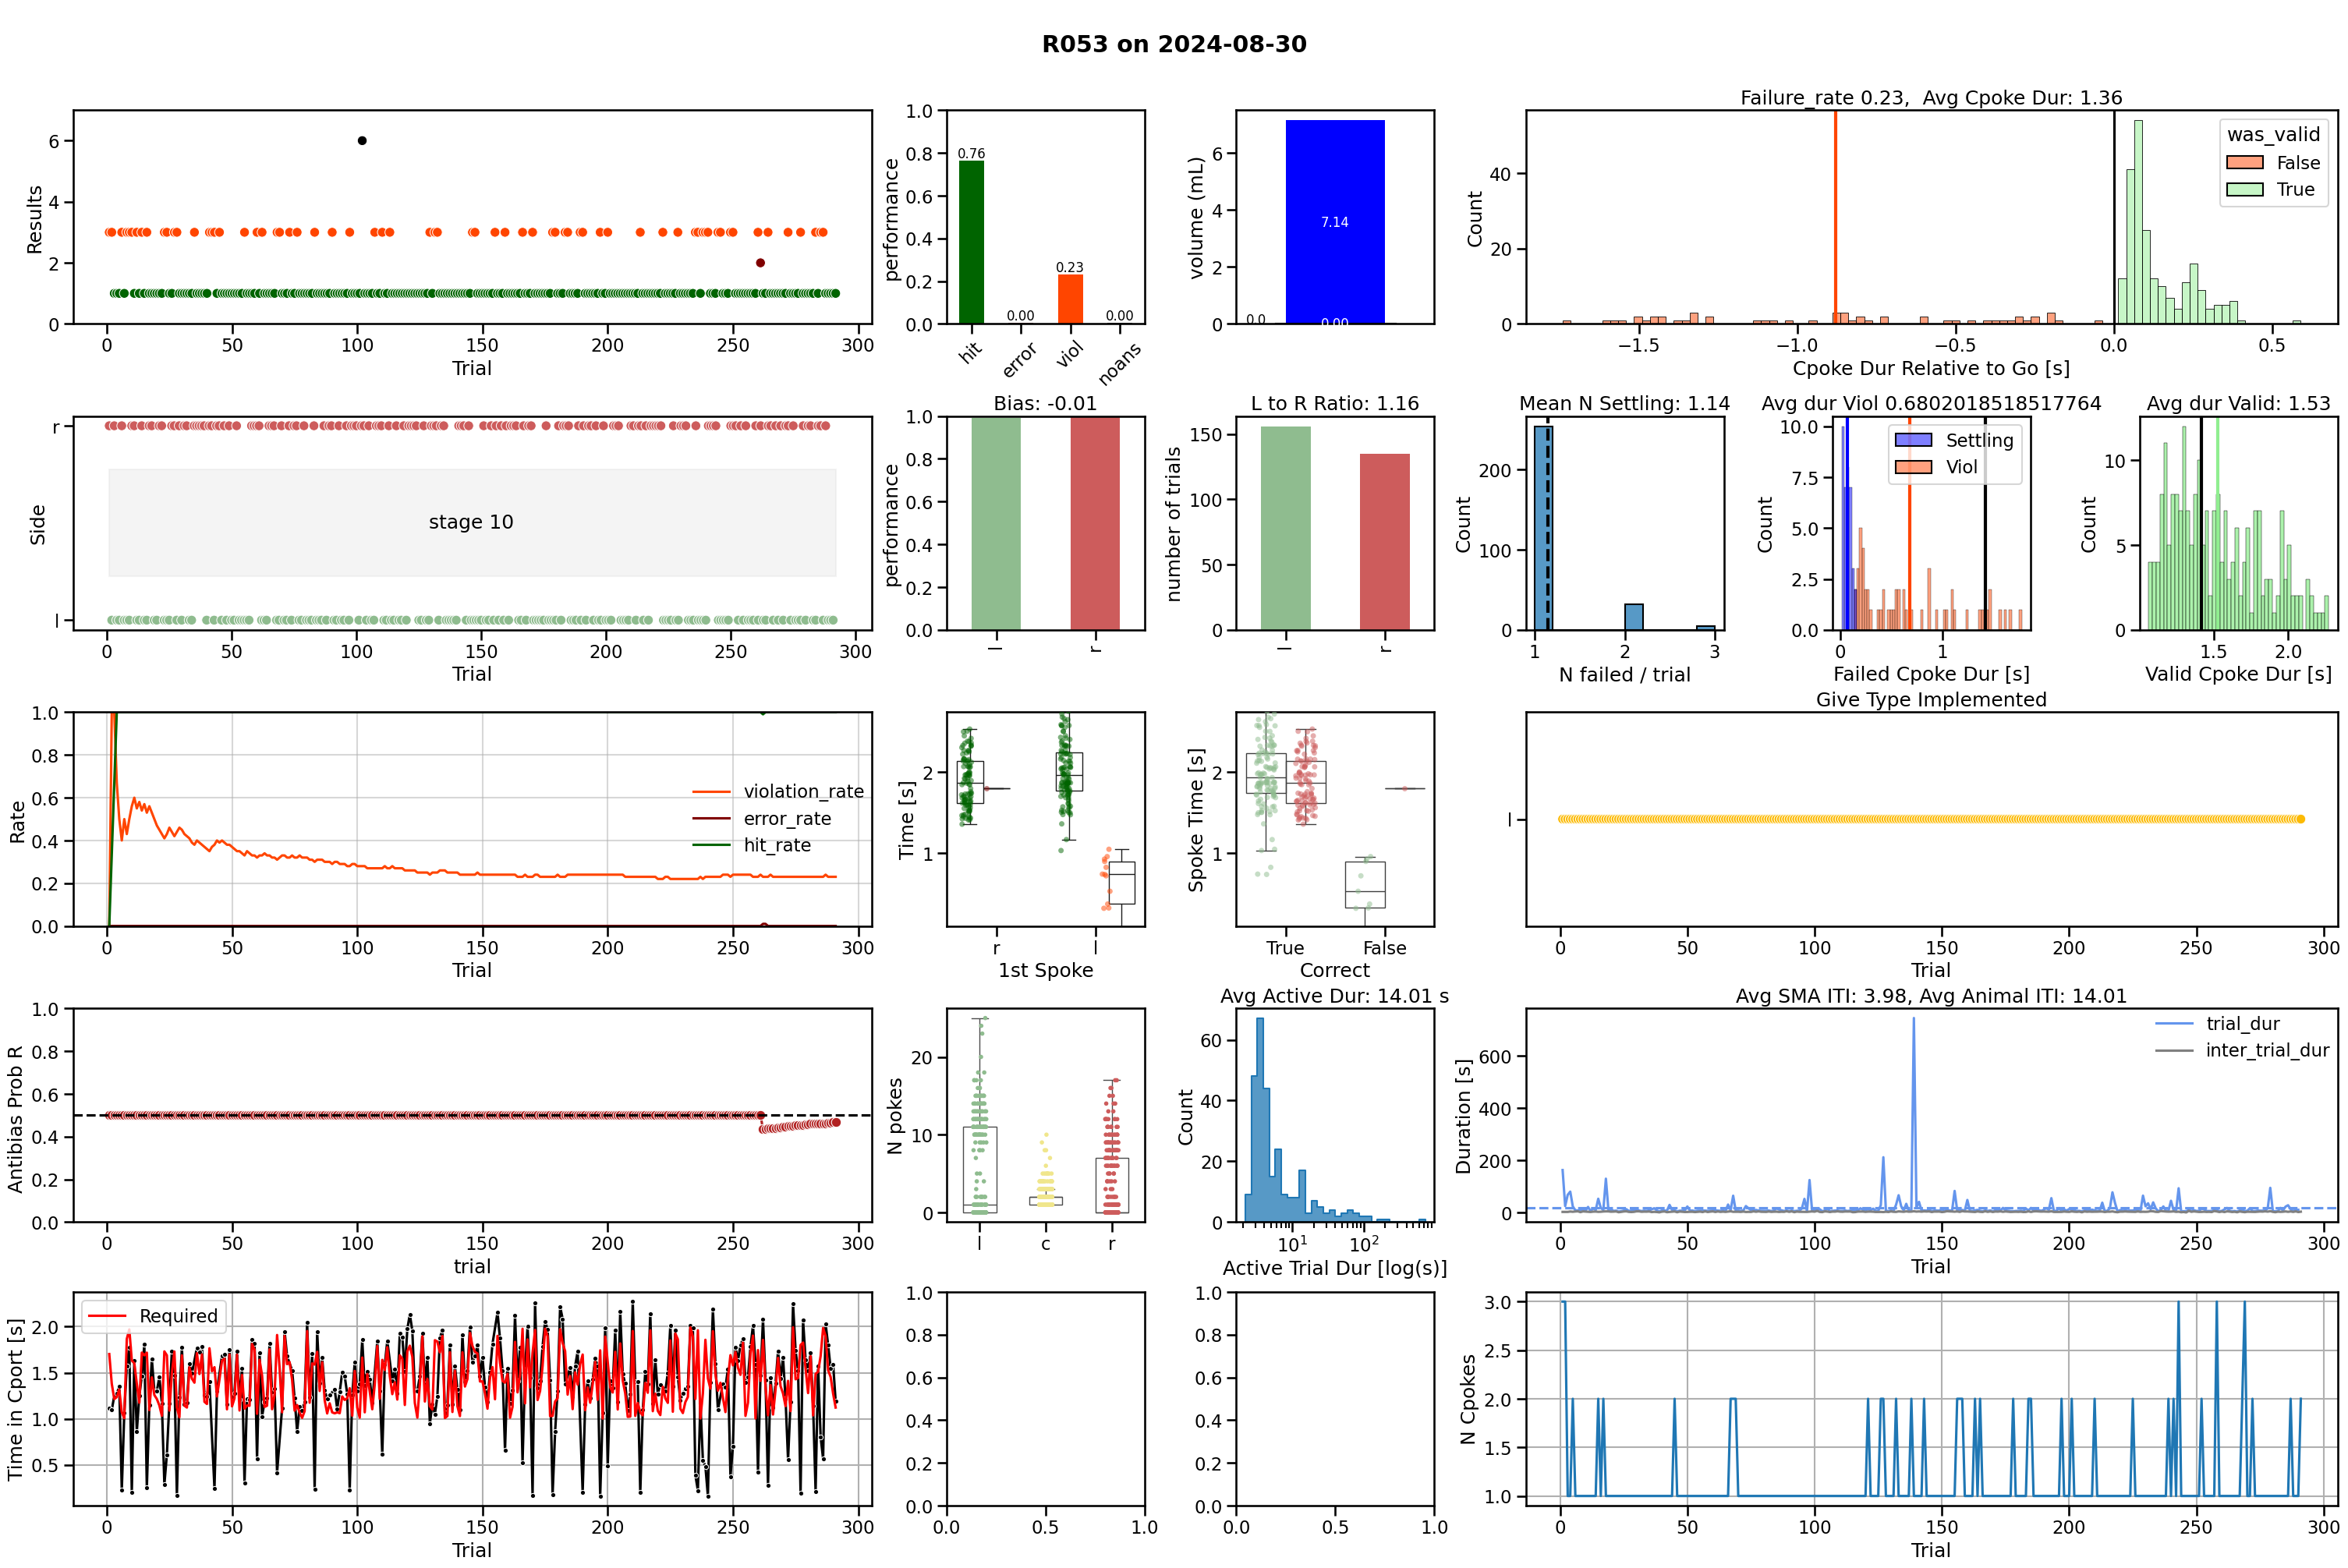 R053 on 2024-08-30
Results
6
4
2
0
0 50 100 150 200 250 300
Trial
performance
1.0
0.8
0.6
0.4
0.2
0.0
0.76
0.00
0.23
0.00
hit error viol noans
volume (mL)
6
4
2
0
7.14
0.0
0.00
Failure_rate 0.23,  Avg Cpoke Dur: 1.36
Count
40
20
0
was_valid
False
True
−1.5 −1.0 −0.5 0.0 0.5
Cpoke Dur Relative to Go [s]
Side
r
l
stage 10
0 50 100 150 200 250 300
Trial
Bias: -0.01
performance
1.0
0.8
0.6
0.4
0.2
0.0
l r
L to R Ratio: 1.16
number of trials
150
100
50
0
l r
Mean N Settling: 1.14
Count
200
100
0
1 2 3
N failed / trial
Avg dur Viol 0.6802018518517764
Count
10.0
7.5
5.0
2.5
0.0
Settling
Viol
0 1
Failed Cpoke Dur [s]
Avg dur Valid: 1.53
Count
10
5
0
1.5 2.0
Valid Cpoke Dur [s]
Rate
1.0
0.8
0.6
0.4
0.2
0.0
violation_rate
error_rate
hit_rate
0 50 100 150 200 250 300
Trial
Time [s]
2
1
r l
1st Spoke
Spoke Time [s]
2
1
True False
Correct
Give Type Implemented
l
0 50 100 150 200 250 300
Trial
Antibias Prob R
1.0
0.8
0.6
0.4
0.2
0.0
0 50 100 150 200 250 300
trial
N pokes
20
10
0
l c r
Avg Active Dur: 14.01 s
Count
60
40
20
0
10¹ 10²
Active Trial Dur [log(s)]
Avg SMA ITI: 3.98, Avg Animal ITI: 14.01
Duration [s]
600
400
200
0
trial_dur
inter_trial_dur
0 50 100 150 200 250 300
Trial
Time in Cport [s]
2.0
1.5
1.0
0.5
Required
0 50 100 150 200 250 300
Trial
1.0
0.8
0.6
0.4
0.2
0.0
0.0 0.5 1.0
1.0
0.8
0.6
0.4
0.2
0.0
0.0 0.5 1.0
N Cpokes
3.0
2.5
2.0
1.5
1.0
0 50 100 150 200 250 300
Trial